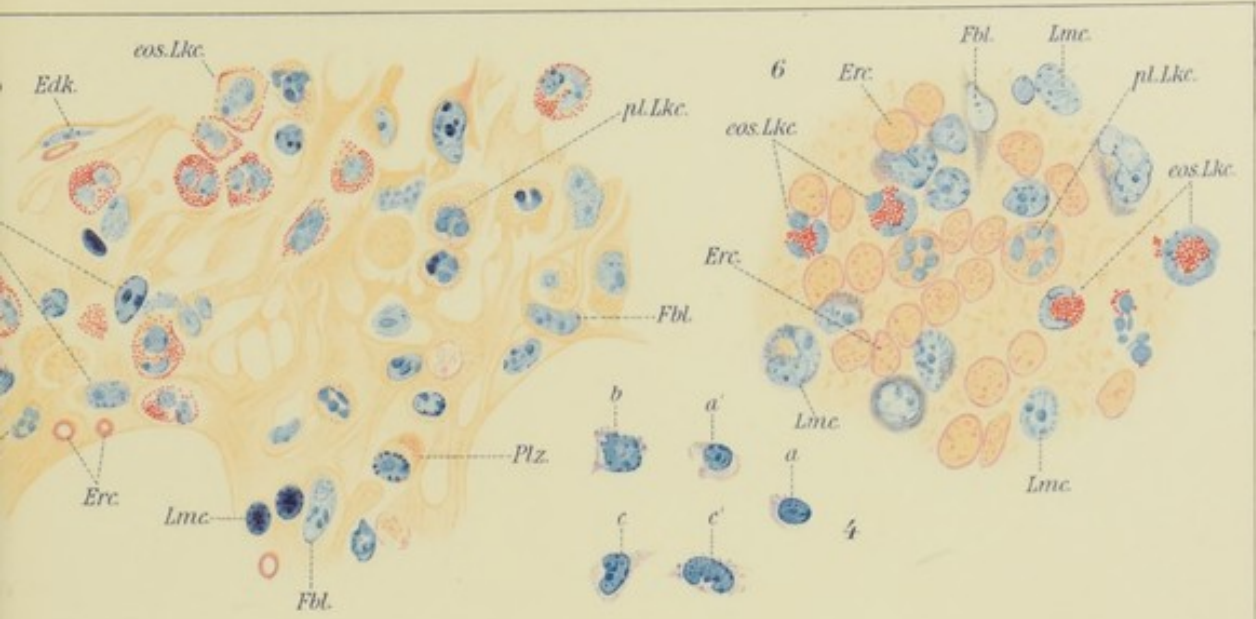 eos.Lkc.
Edk.
pl.Lkc.
Fbl.
Erc.
Plz.
Lmc.
Fbl.
b
a'
a
c
c'
4
6
Fbl.
Lmc.
Erc.
pl.Lkc.
eos.Lkc.
eos.Lkc.
Erc.
Lmc.
Lmc.